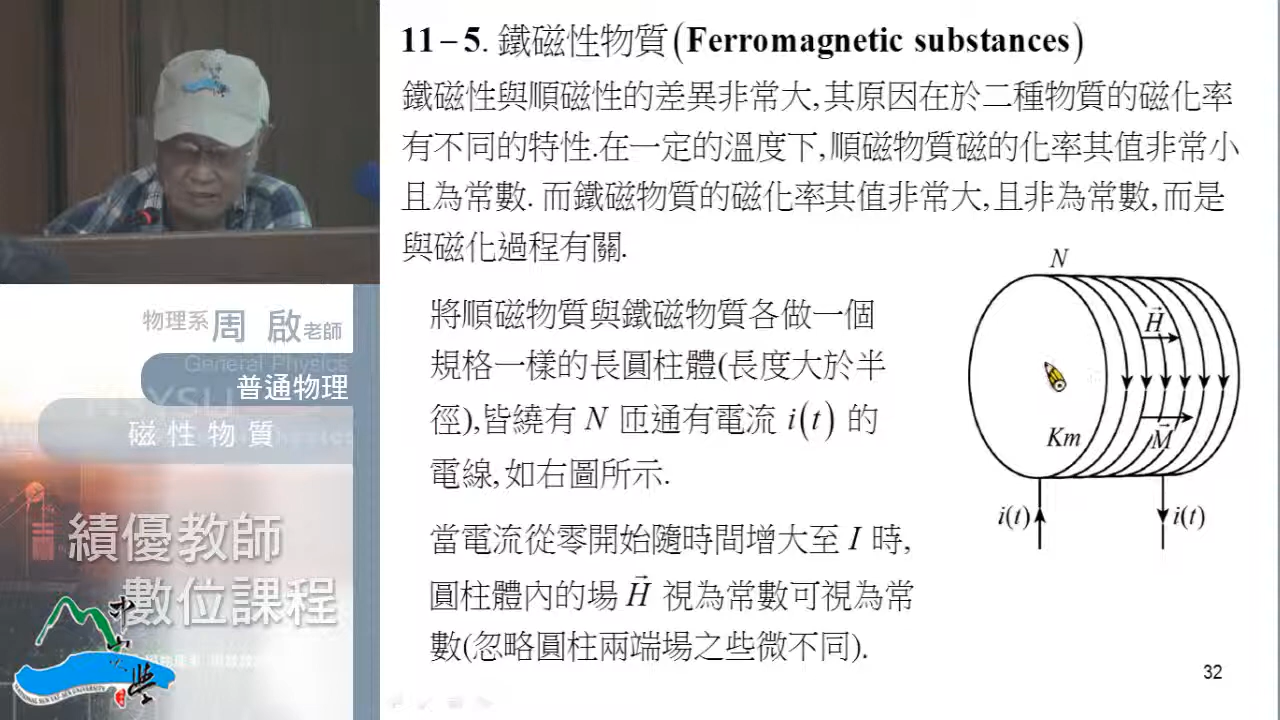 11–5. 鐵磁性物質(Ferromagnetic substances)
鐵磁性與順磁性的差異非常大,其原因在於二種物質的磁化率
有不同的特性.在一定的溫度下,順磁物質磁的化率其值非常小
且為常數. 而鐵磁物質的磁化率其值非常大,且非為常數,而是
與磁化過程有關.
將順磁物質與鐵磁物質各做一個
規格一樣的長圓柱體(長度大於半
徑),皆繞有 N 匝通有電流 i(t) 的
電線,如右圖所示.
當電流從零開始隨時間增大至 I 時,
圓柱體內的場 H⃗ 視為常數可視為常
數(忽略圓柱兩端場之些微不同).
N
H⃗
M⃗
Km
i(t)
i(t)
32
物理系周 啟老師
General Physics
普通物理
NSYSU
磁性物質
績優教師
數位課程
中山大學